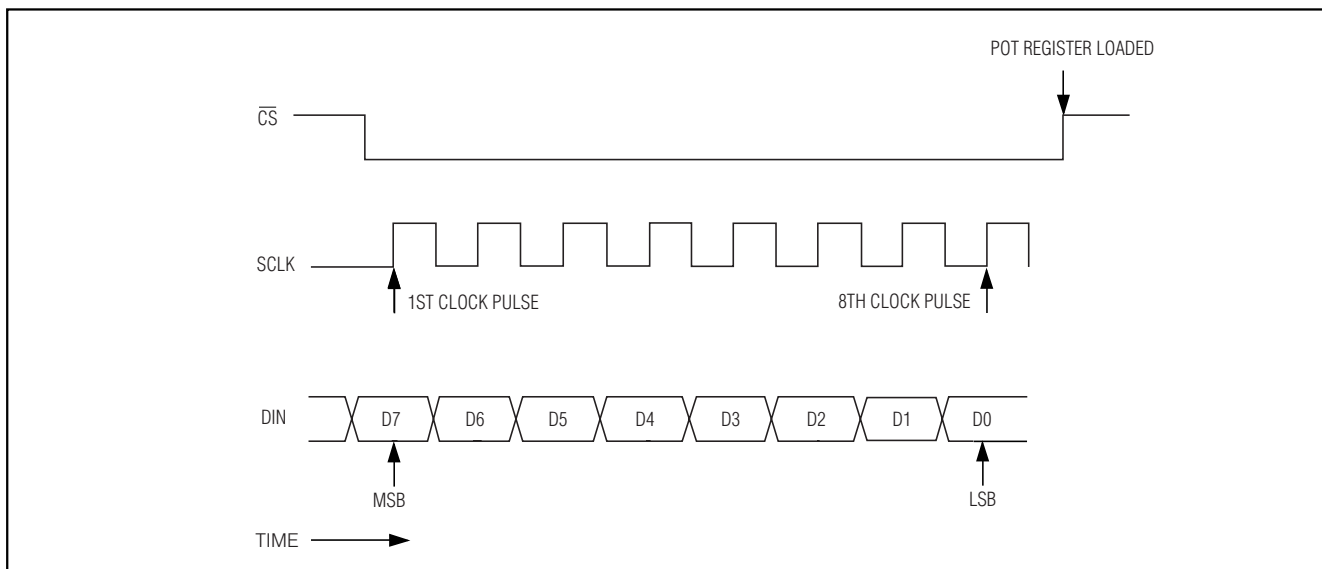 POT REGISTER LOADED
C̅S̅
SCLK
1ST CLOCK PULSE
8TH CLOCK PULSE
DIN
D7
D6
D5
D4
D3
D2
D1
D0
MSB
LSB
TIME